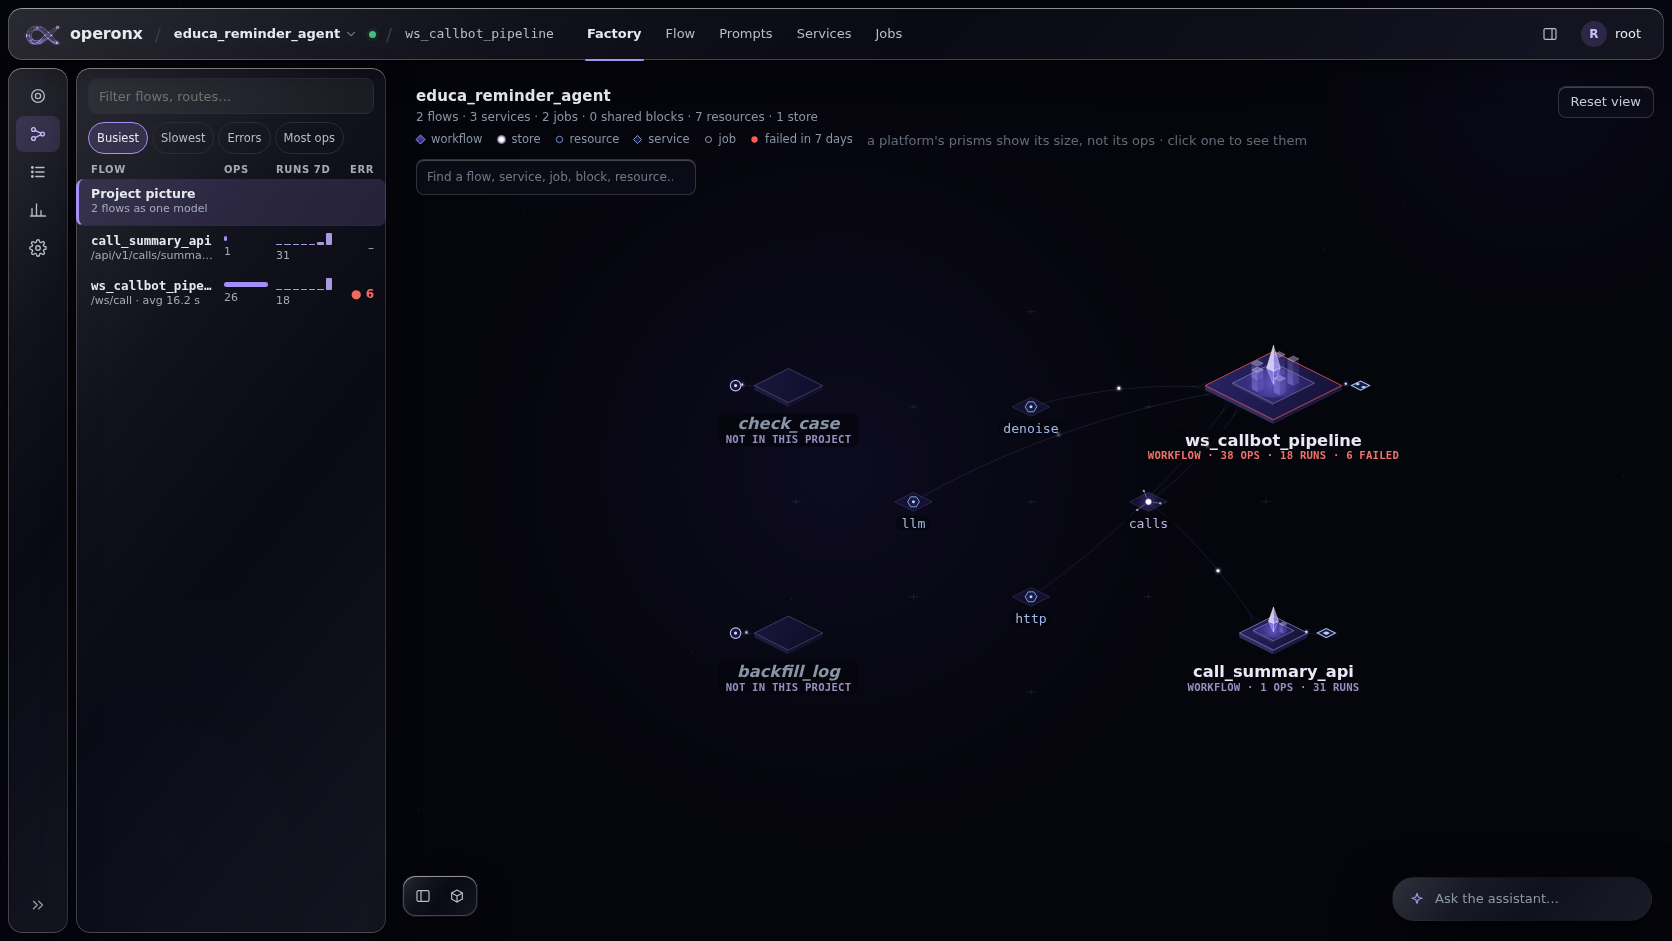 operonx / educa_reminder_agent / ws_callbot_pipeline Factory Flow Prompts Services Jobs R root
Filter flows, routes...
Busiest Slowest Errors Most ops
FLOW OPS RUNS 7D ERR
Project picture
2 flows as one model
call_summary_api
/api/v1/calls/summa... 1 31 –
ws_callbot_pipe...
/ws/call · avg 16.2 s 26 18 6
educa_reminder_agent
2 flows · 3 services · 2 jobs · 0 shared blocks · 7 resources · 1 store
workflow store resource service job failed in 7 days a platform's prisms show its size, not its ops · click one to see them
Find a flow, service, job, block, resource..
Reset view
check_case
NOT IN THIS PROJECT
denoise
ws_callbot_pipeline
WORKFLOW · 38 OPS · 18 RUNS · 6 FAILED
llm
calls
http
backfill_log
NOT IN THIS PROJECT
call_summary_api
WORKFLOW · 1 OPS · 31 RUNS
Ask the assistant...